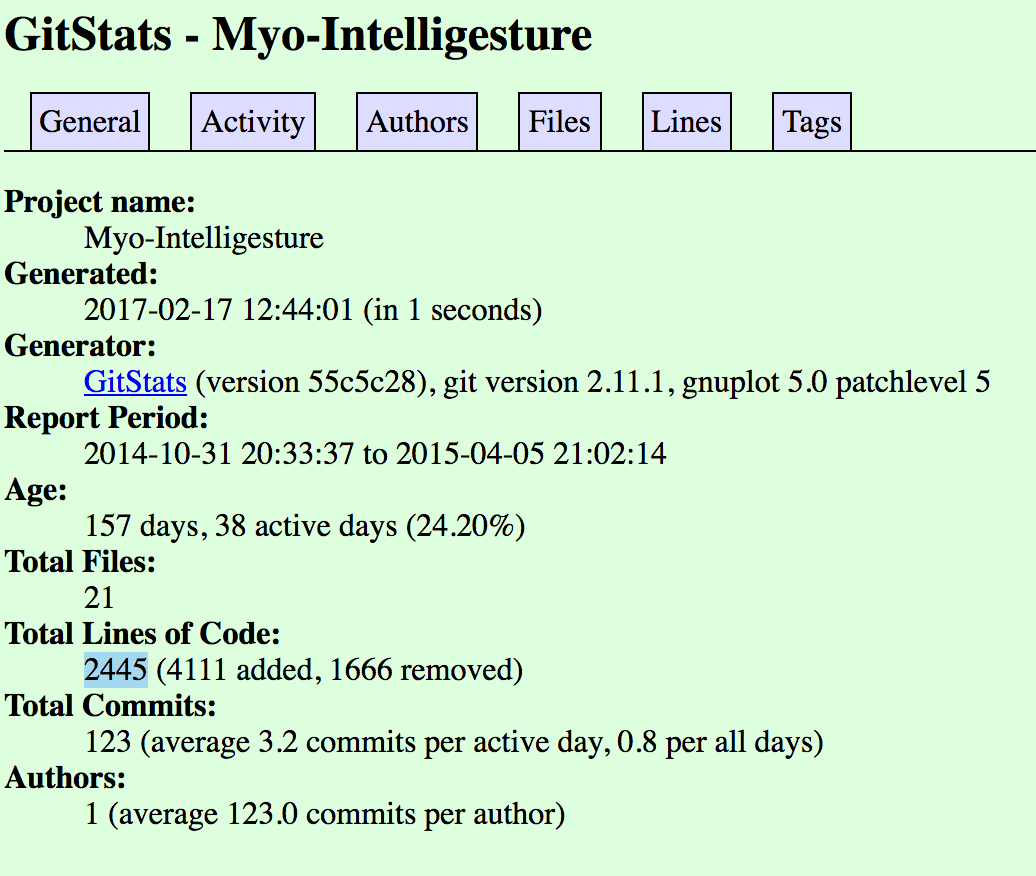 GitStats - Myo-Intelligesture
General Activity Authors Files Lines Tags
Project name:
Myo-Intelligesture
Generated:
2017-02-17 12:44:01 (in 1 seconds)
Generator:
GitStats (version 55c5c28), git version 2.11.1, gnuplot 5.0 patchlevel 5
Report Period:
2014-10-31 20:33:37 to 2015-04-05 21:02:14
Age:
157 days, 38 active days (24.20%)
Total Files:
21
Total Lines of Code:
2445 (4111 added, 1666 removed)
Total Commits:
123 (average 3.2 commits per active day, 0.8 per all days)
Authors:
1 (average 123.0 commits per author)